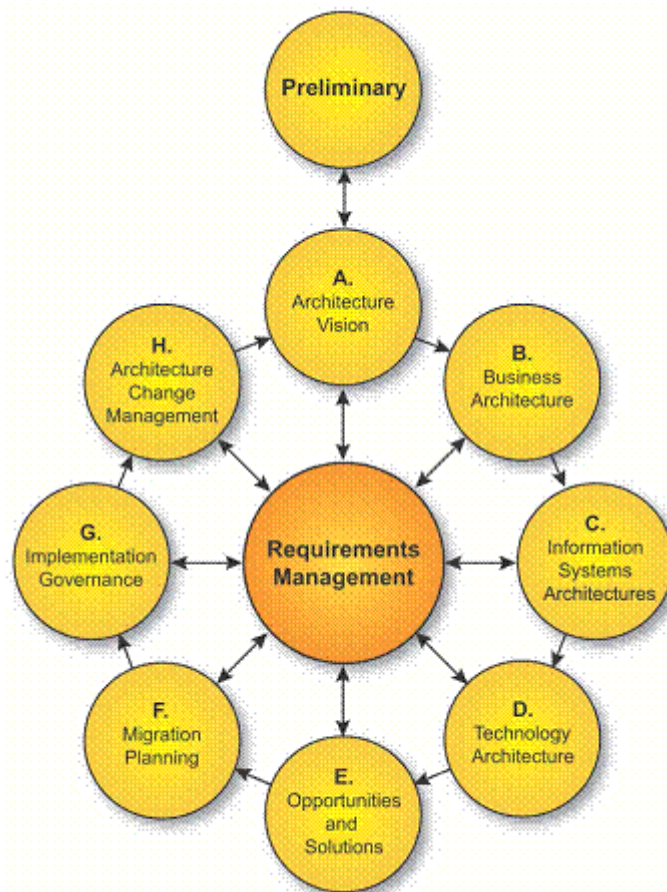 Preliminary
A.
Architecture
Vision
B.
Business
Architecture
C.
Information
Systems
Architectures
D.
Technology
Architecture
E.
Opportunities
and
Solutions
F.
Migration
Planning
G.
Implementation
Governance
H.
Architecture
Change
Management
Requirements
Management